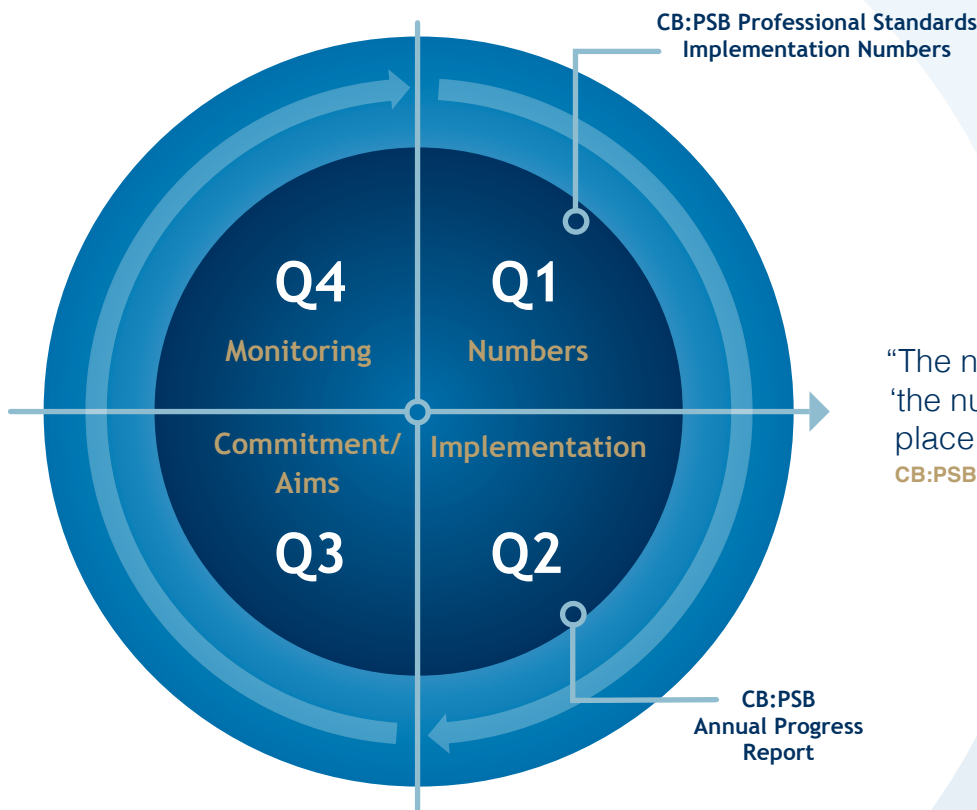 CB:PSB Professional Standards
Implementation Numbers
Q4
Monitoring
Q1
Numbers
Commitment/
Aims
Q3
Implementation
Q2
“The n
‘the nu
place
CB:PSB
CB:PSB
Annual Progress
Report